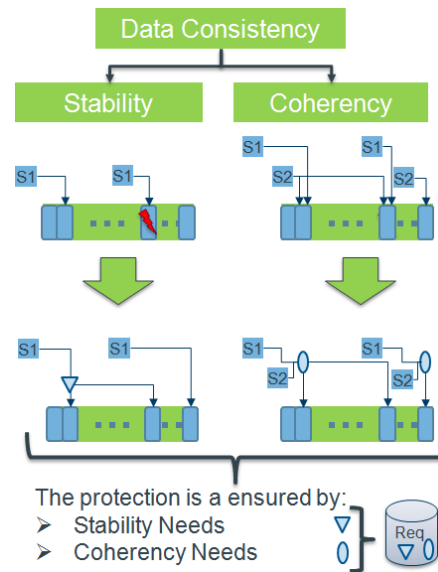 Data Consistency
Stability
Coherency
S1
S1
S1
S1
S2
S2
S1
S1
S1
S1
S2
S2
The protection is a ensured by:
➢ Stability Needs
➢ Coherency Needs
Req